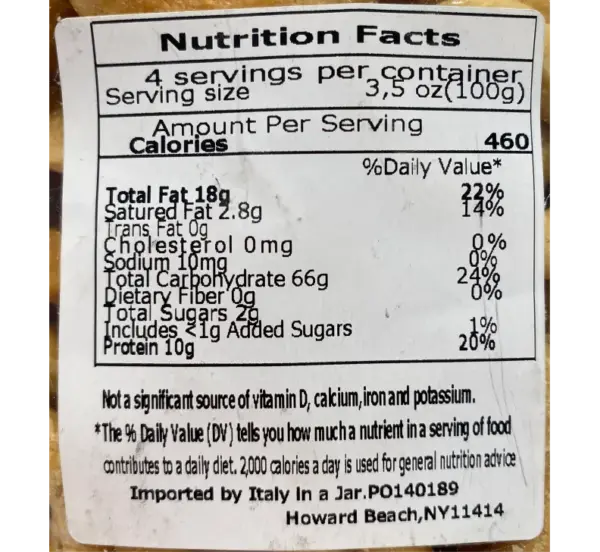 Nutrition Facts
4 servings per container
Serving size 3,5 oz(100g)
Amount Per Serving
Calories 460
%Daily Value*
Total Fat 18g 22%
Satured Fat 2.8g 14%
Trans Fat 0g
Cholesterol 0mg 0%
Sodium 10mg 0%
Total Carbohydrate 66g 24%
Dietary Fiber 0g 0%
Total Sugars 2g
Includes <1g Added Sugars 1%
Protein 10g 20%
Not a significant source of vitamin D, calcium,iron and potassium.
*The % Daily Value (DV) tells you how much a nutrient in a serving of food
contributes to a daily diet. 2,000 calories a day is used for general nutrition advice
Imported by Italy In a Jar.PO140189
Howard Beach,NY11414